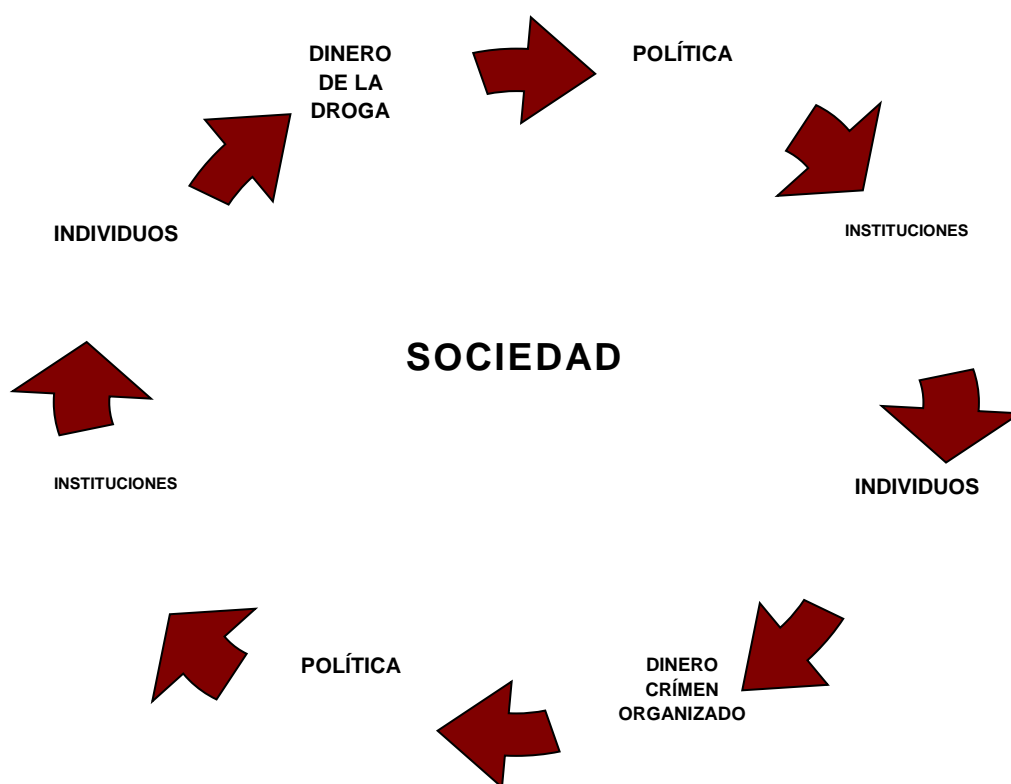 DINERO
DE LA
DROGA
POLÍTICA
INDIVIDUOS
INSTITUCIONES
SOCIEDAD
INSTITUCIONES
INDIVIDUOS
POLÍTICA
DINERO
CRÍMEN
ORGANIZADO